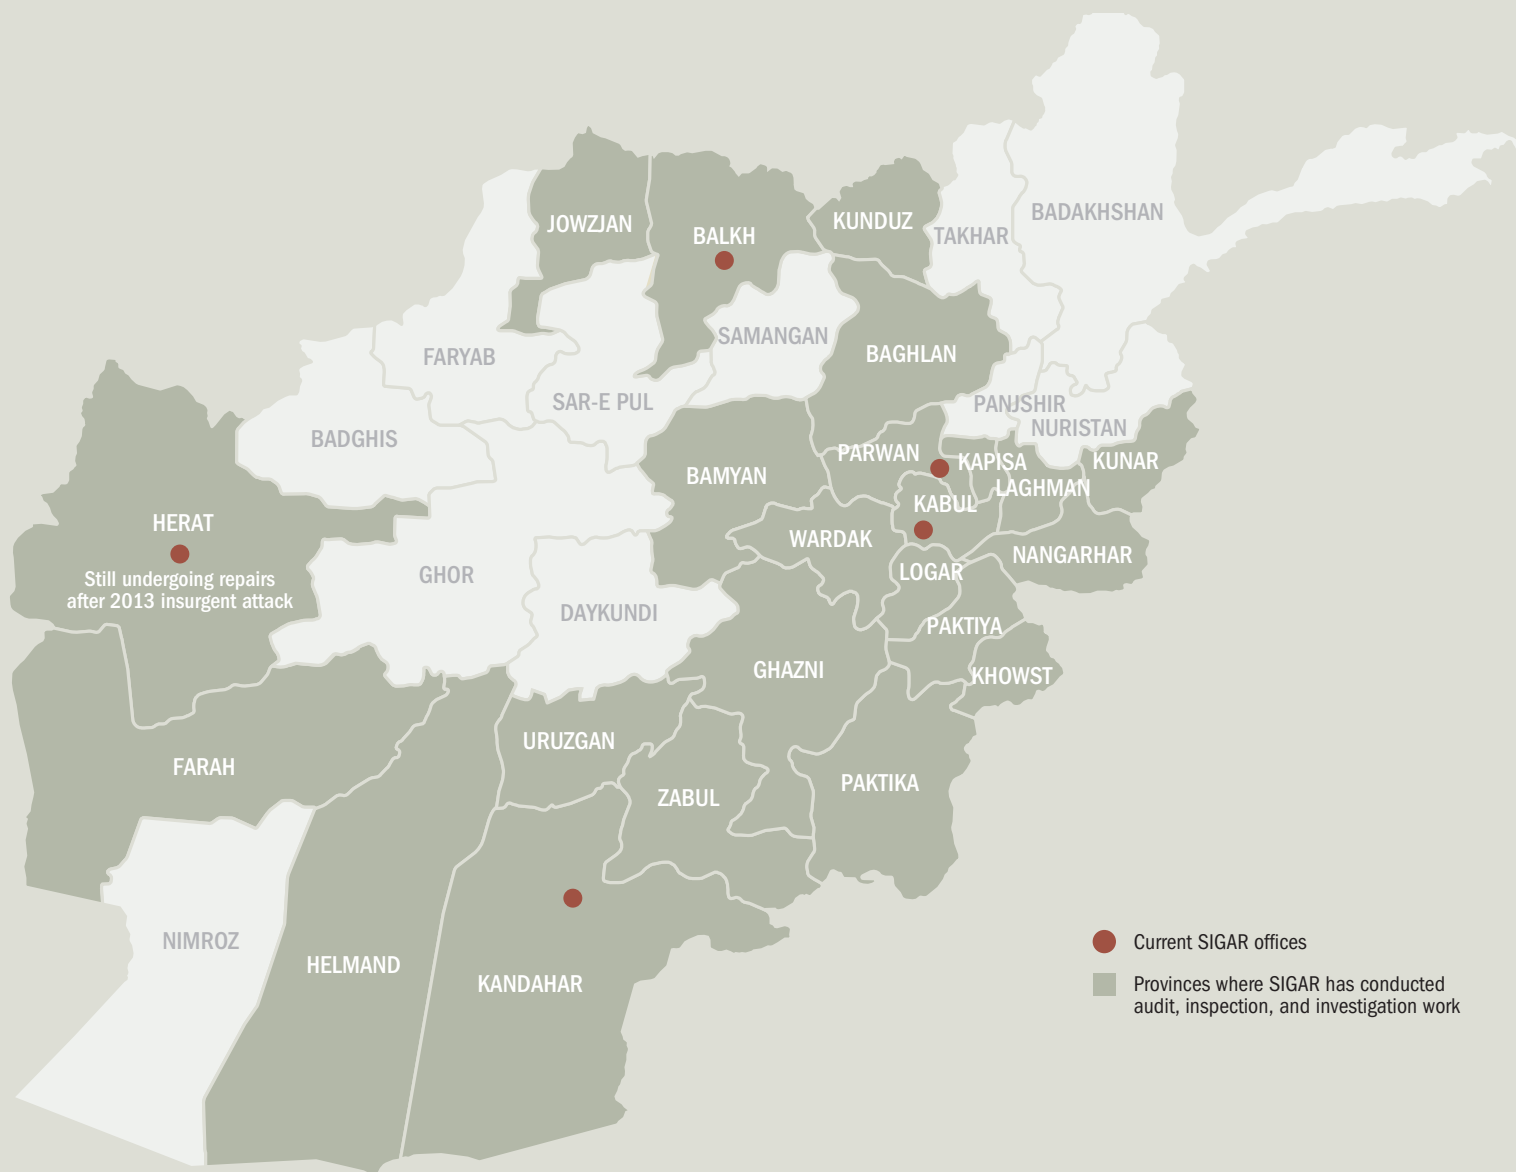 BADAKHSHAN
KUNDUZ
JOWZJAN
BALKH
TAKHAR
SAMANGAN
BAGHLAN
FARYAB
SAR-E PUL
PANJSHIR
NURISTAN
BADGHIS
PARWAN
KAPISA
KUNAR
BAMYAN
LAGHMAN
KABUL
HERAT
WARDAK
NANGARHAR
LOGAR
GHOR
Still undergoing repairs
after 2013 insurgent attack
DAYKUNDI
PAKTIYA
GHAZNI
KHOWST
URUZGAN
FARAH
PAKTIKA
ZABUL
NIMROZ
HELMAND
KANDAHAR
Current SIGAR offices
Provinces where SIGAR has conducted
audit, inspection, and investigation work